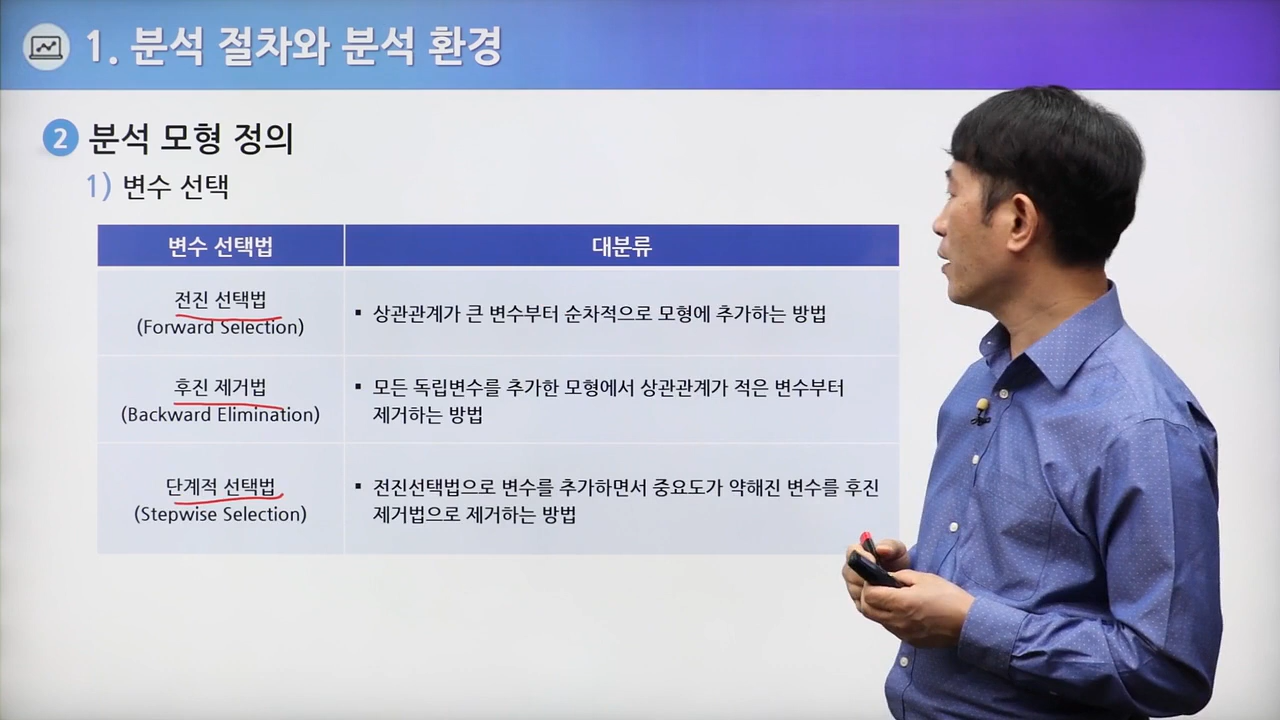 1. 분석 절차와 분석 환경
2 분석 모형 정의
1) 변수 선택
변수 선택법
대분류
전진 선택법
(Forward Selection)
▪ 상관관계가 큰 변수부터 순차적으로 모형에 추가하는 방법
후진 제거법
(Backward Elimination)
▪ 모든 독립변수를 추가한 모형에서 상관관계가 적은 변수부터
제거하는 방법
단계적 선택법
(Stepwise Selection)
▪ 전진선택법으로 변수를 추가하면서 중요도가 약해진 변수를 후진
제거법으로 제거하는 방법